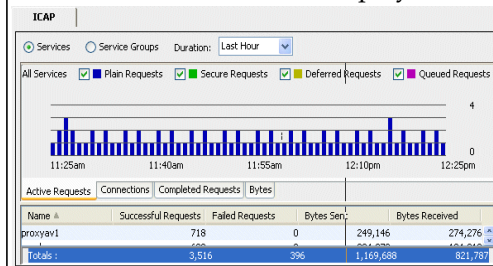 ICAP
Services Service Groups Duration: Last Hour
All Services Plain Requests Secure Requests Deferred Requests Queued Requests
4
0
11:25am 11:40am 11:55am 12:10pm 12:25pm
Active Requests Connections Completed Requests Bytes
Name Successful Requests Failed Requests Bytes Sent Bytes Received
proxyav1 718 0 249,146 274,276
Totals : 3,516 396 1,169,688 821,787